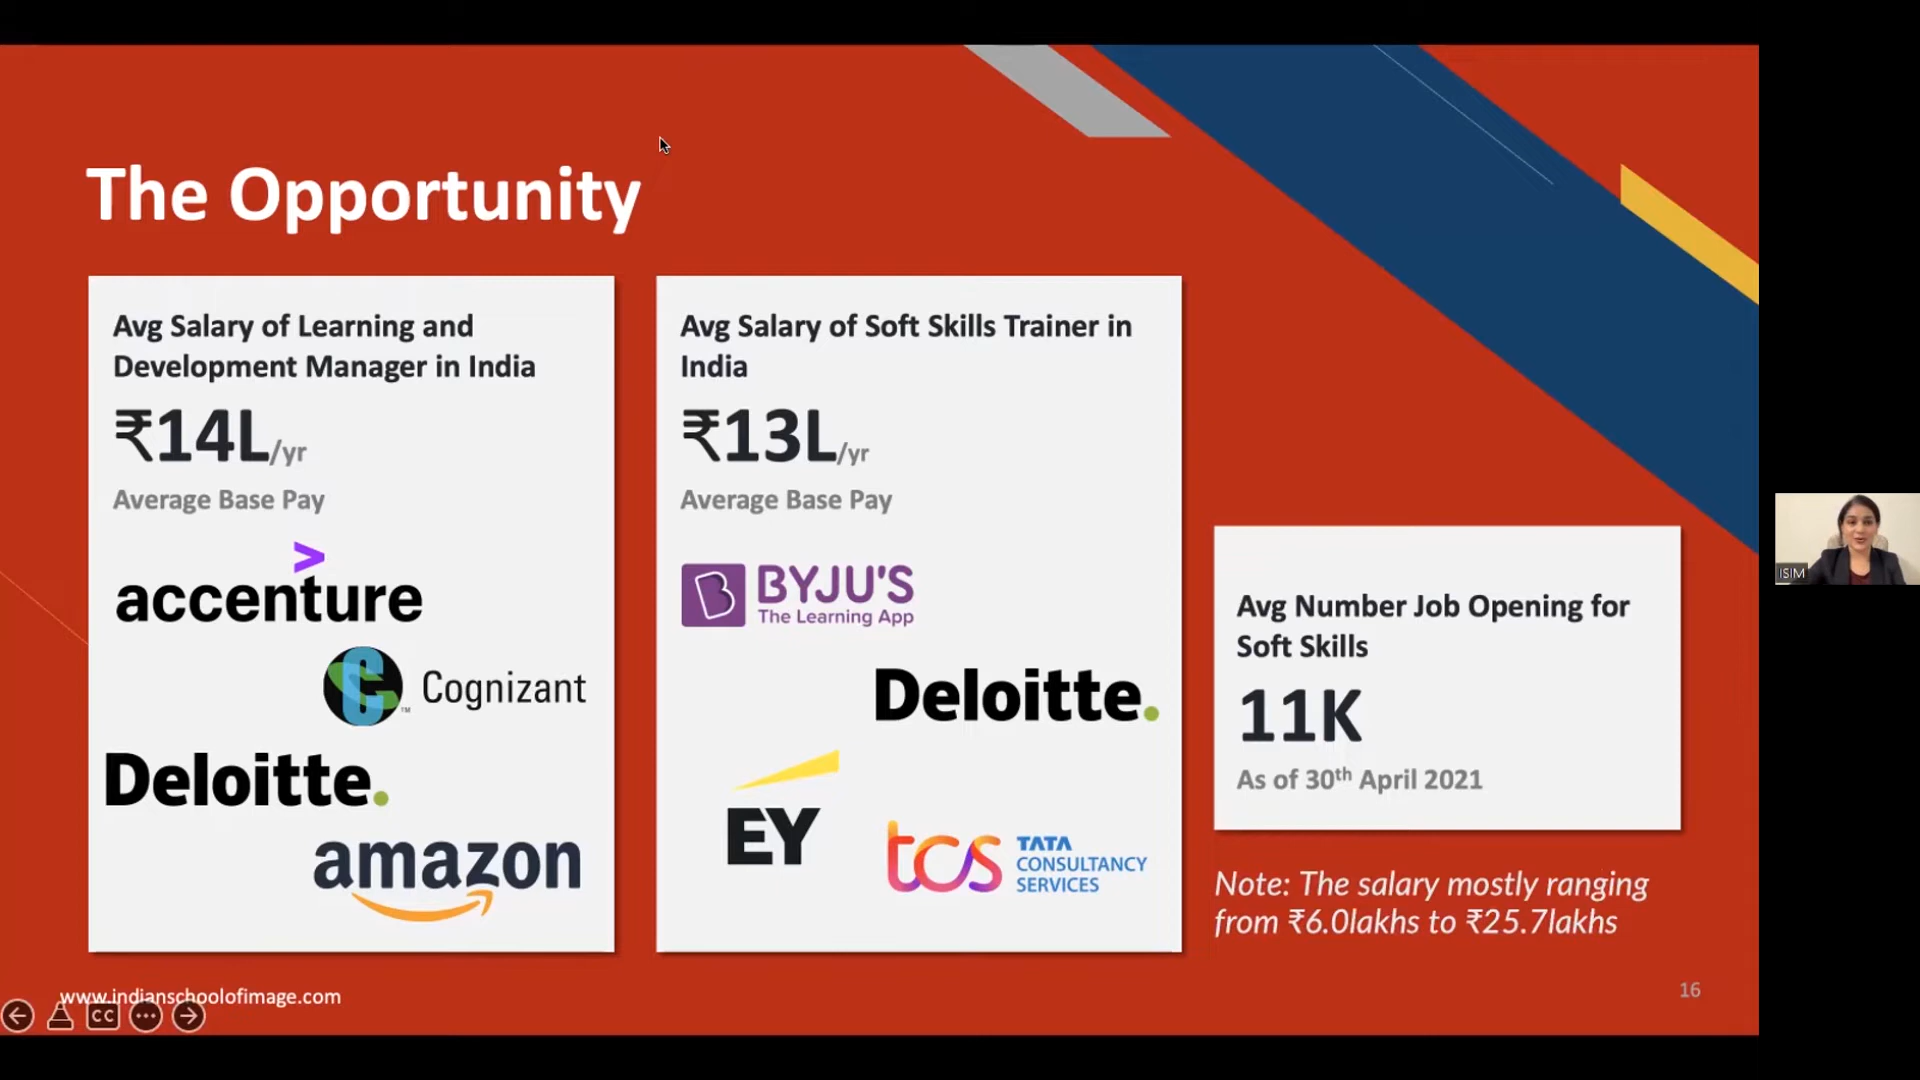 The Opportunity
Avg Salary of Learning and
Development Manager in India
₹14L/yr
Average Base Pay
accenture
Cognizant
Deloitte.
amazon
Avg Salary of Soft Skills Trainer in
India
₹13L/yr
Average Base Pay
BYJU'S
The Learning App
Deloitte.
EY
tcs TATA
CONSULTANCY
SERVICES
Avg Number Job Opening for
Soft Skills
11K
As of 30th April 2021
Note: The salary mostly ranging
from ₹6.0lakhs to ₹25.7lakhs
www.indianschoolofimage.com
16
CC
ISIM